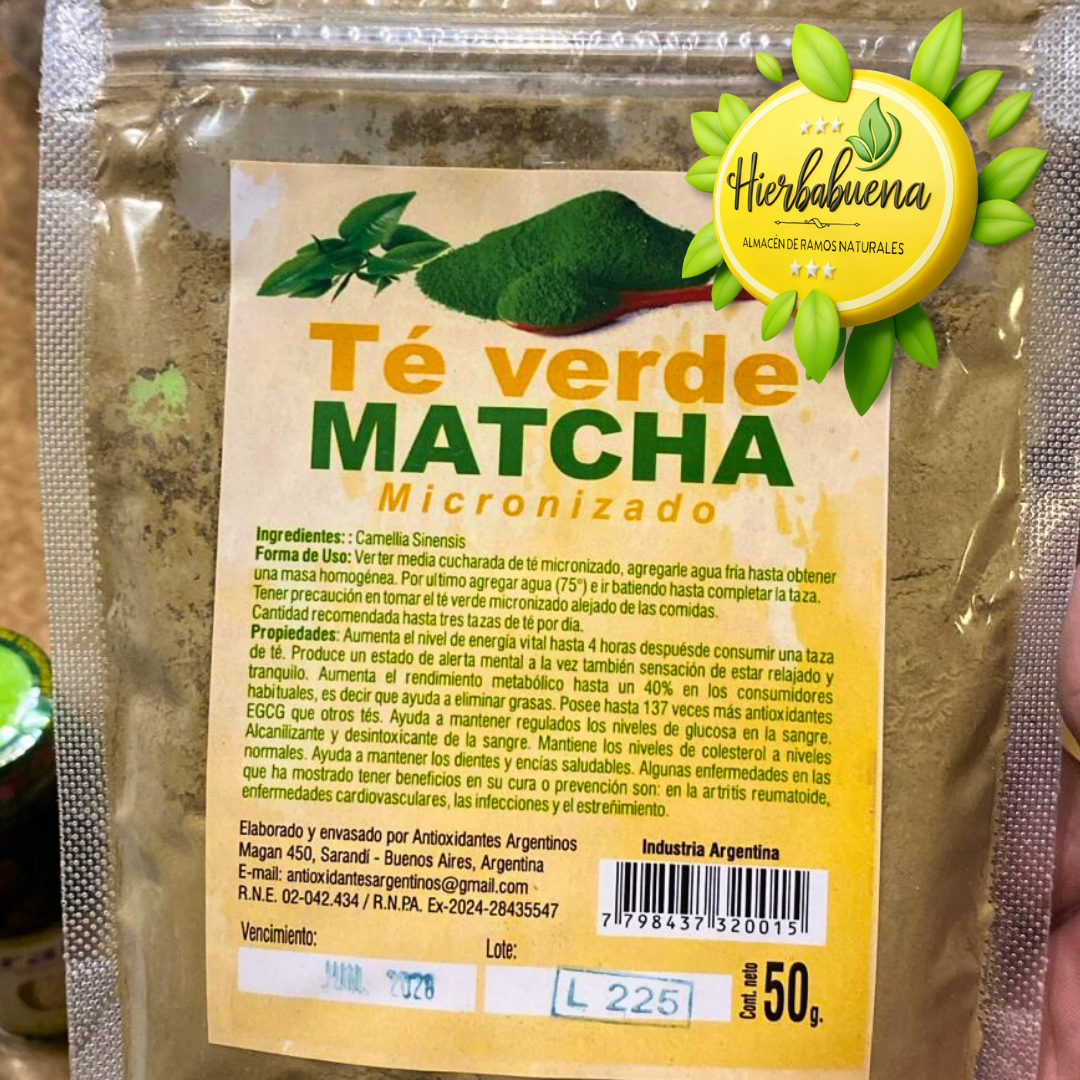 Hierbabuena
ALMACÉN DE RAMOS NATURALES
Té verde
MATCHA
Micronizado
Ingredientes: : Camellia Sinensis
Forma de Uso: Verter media cucharada de té micronizado, agregarle agua fria hasta obtener
una masa homogénea. Por ultimo agregar agua (75°) e ir batiendo hasta completar la taza.
Tener precaución en tomar el té verde micronizado alejado de las comidas.
Cantidad recomendada hasta tres tazas de té por día.
Propiedades: Aumenta el nivel de energía vital hasta 4 horas despuésde consumir una taza
de té. Produce un estado de alerta mental a la vez también sensación de estar relajado y
tranquilo. Aumenta el rendimiento metabólico hasta un 40% en los consumidores
habituales, es decir que ayuda a eliminar grasas. Posee hasta 137 veces más antioxidantes
EGCG que otros tés. Ayuda a mantener regulados los niveles de glucosa en la sangre.
Alcanilizante y desintoxicante de la sangre. Mantiene los niveles de colesterol a niveles
normales. Ayuda a mantener los dientes y encías saludables. Algunas enfermedades en las
que ha mostrado tener beneficios en su cura o prevención son: en la artritis reumatoide,
enfermedades cardiovasculares, las infecciones y el estreñimiento.
Elaborado y envasado por Antioxidantes Argentinos
Magan 450, Sarandí - Buenos Aires, Argentina
E-mail: antioxidantesargentinos@gmail.com
R.N.E. 02-042.434 / R.N.P.A. Ex-2024-28435547
Industria Argentina
7 798437 320015
Vencimiento:
JUN. 2028
Lote:
L 225
Cont. neto
50g.